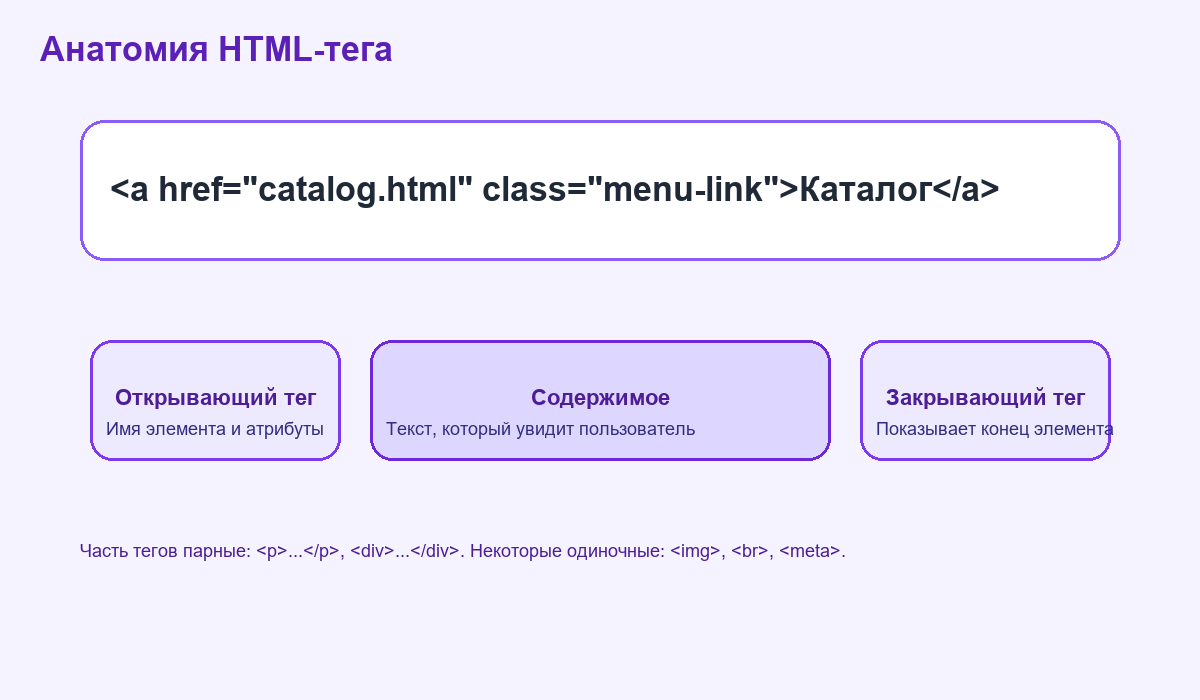 Анатомия HTML-тега
<a href="catalog.html" class="menu-link">Каталог</a>
Открывающий тег
Имя элемента и атрибуты
Содержимое
Текст, который увидит пользователь
Закрывающий тег
Показывает конец элемента
Часть тегов парные: <p>...</p>, <div>...</div>. Некоторые одиночные: <img>, <br>, <meta>.